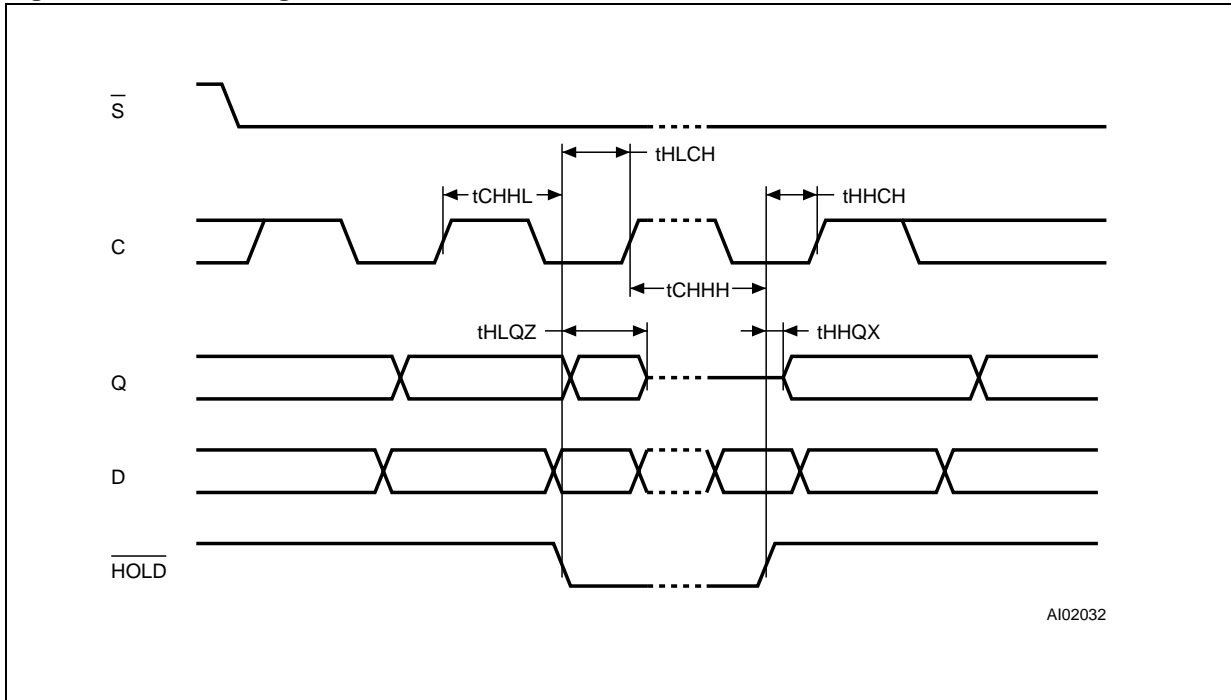 S
tHLCH
tCHHL
tHHCH
C
tCHHH
tHLQZ
tHHQX
Q
D
HOLD
AI02032